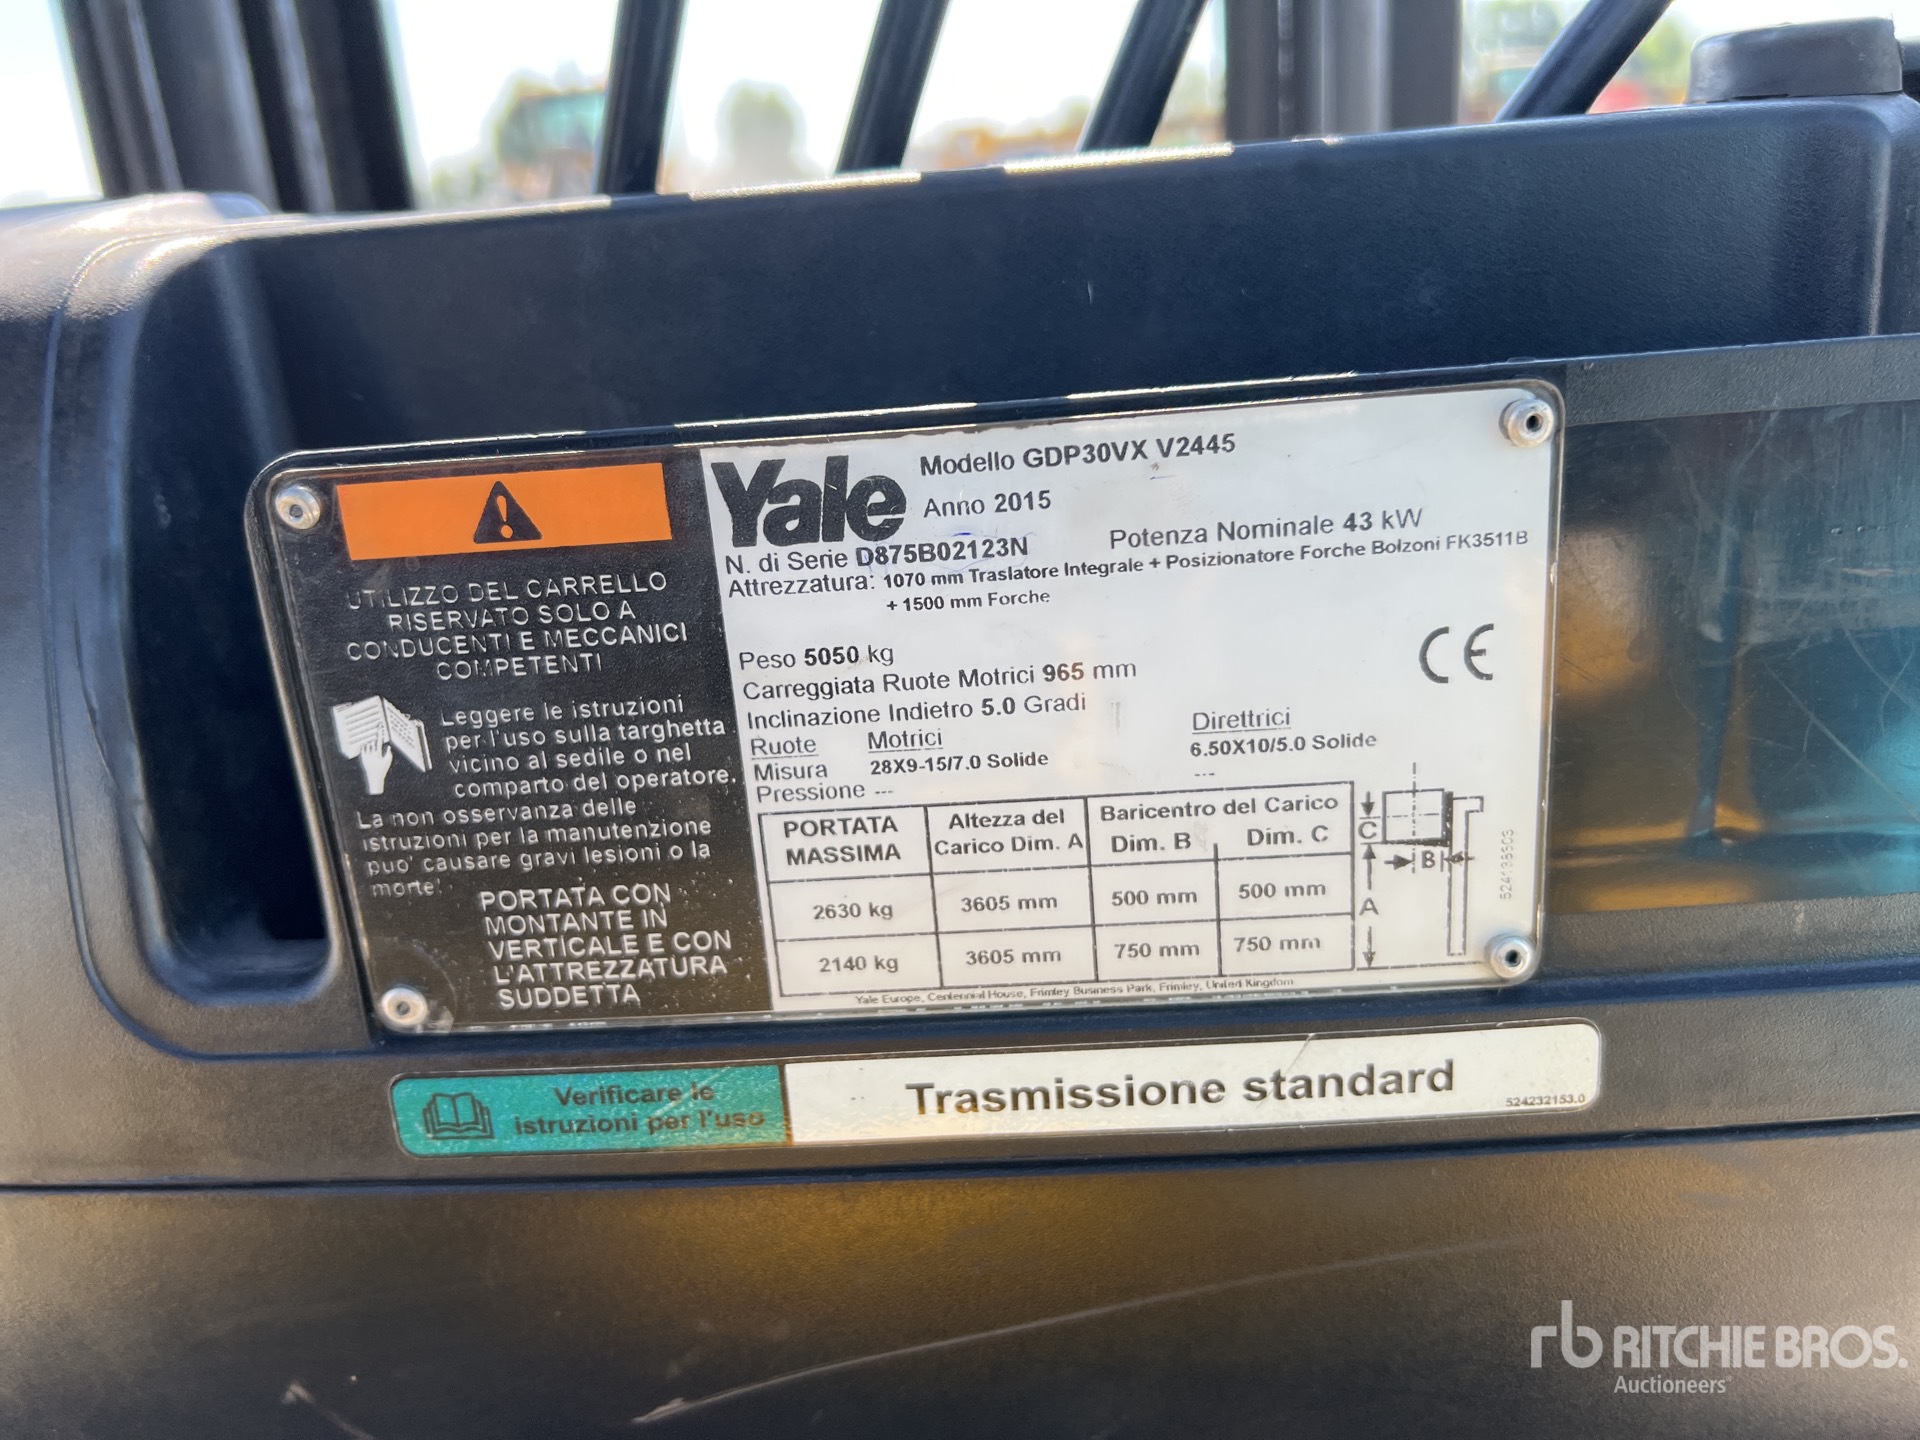 UTILIZZO DEL CARRELLO
RISERVATO SOLO A
CONDUCENTI E MECCANICI
COMPETENTI
Leggere le istruzioni
per l'uso sulla targhetta
vicino al sedile o nel
comparto del operatore.
La non osservanza delle
istruzioni per la manutenzione
puo' causare gravi lesioni o la
morte!
PORTATA CON
MONTANTE IN
VERTICALE E CON
L'ATTREZZATURA
SUDDETTA
Yale
Modello GDP30VX V2445
Anno 2015
Potenza Nominale 43 kW
N. di Serie D875B02123N
Attrezzatura: 1070 mm Traslatore Integrale + Posizionatore Forche Bolzoni FK3511B
+ 1500 mm Forche
Peso 5050 kg
Carreggiata Ruote Motrici 965 mm
Inclinazione Indietro 5.0 Gradi
Ruote Motrici Direttrici
Misura 28X9-15/7.0 Solide 6.50X10/5.0 Solide
Pressione --- ---
PORTATA MASSIMA
Altezza del Carico Dim. A
Baricentro del Carico
Dim. B Dim. C
2630 kg 3605 mm 500 mm 500 mm
2140 kg 3605 mm 750 mm 750 mm
C
B
A
CE
524138503
Yale Europe, Centennial House, Frimley Business Park, Frimley, United Kingdom
Verificare le
istruzioni per l'uso
Trasmissione standard
524232153.0
rb RITCHIE BROS.
Auctioneers